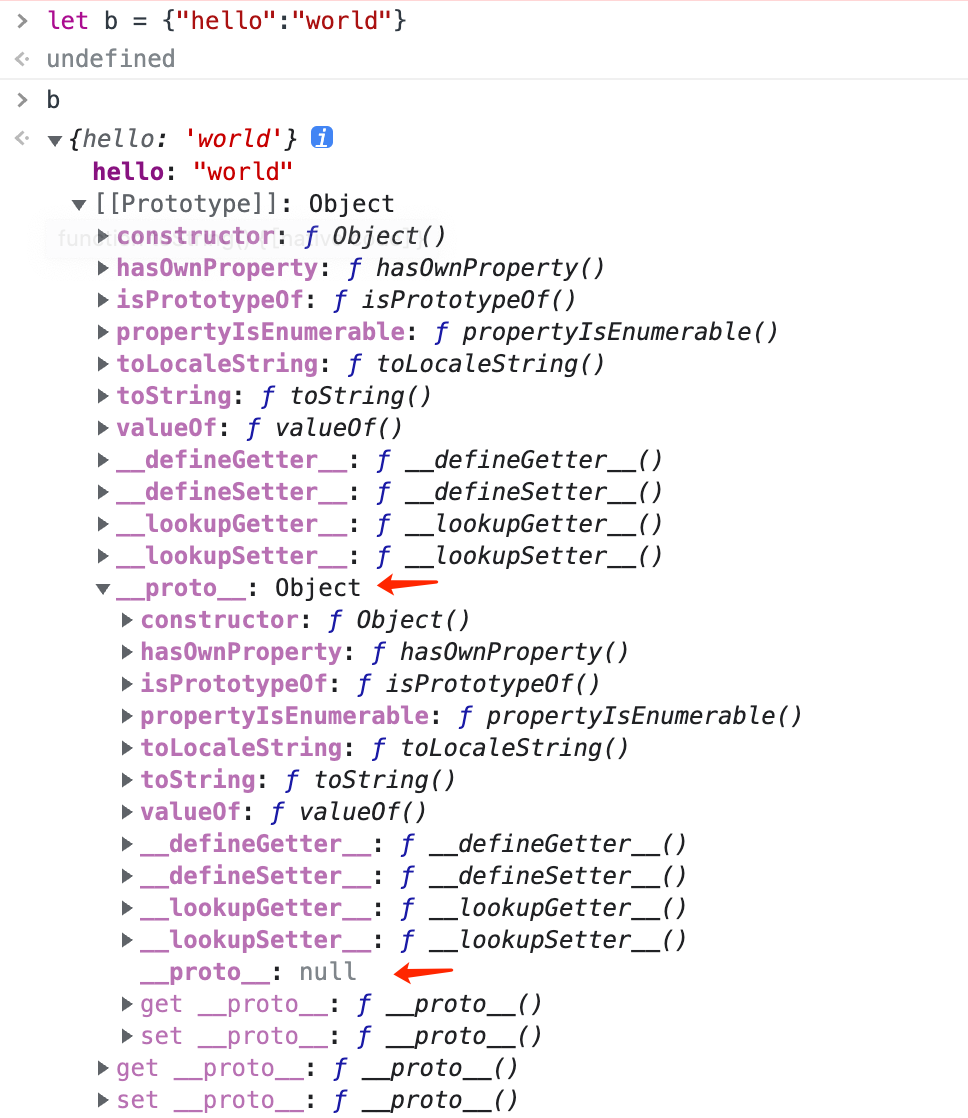 > let b = {"hello":"world"}
<· undefined
> b
<· ▼{hello: 'world'} i
hello: "world"
▼[[Prototype]]: Object
▶constructor: ƒ Object()
▶hasOwnProperty: ƒ hasOwnProperty()
▶isPrototypeOf: ƒ isPrototypeOf()
▶propertyIsEnumerable: ƒ propertyIsEnumerable()
▶toLocaleString: ƒ toLocaleString()
▶toString: ƒ toString()
▶valueOf: ƒ valueOf()
▶__defineGetter__: ƒ __defineGetter__()
▶__defineSetter__: ƒ __defineSetter__()
▶__lookupGetter__: ƒ __lookupGetter__()
▶__lookupSetter__: ƒ __lookupSetter__()
▼__proto__: Object
▶constructor: ƒ Object()
▶hasOwnProperty: ƒ hasOwnProperty()
▶isPrototypeOf: ƒ isPrototypeOf()
▶propertyIsEnumerable: ƒ propertyIsEnumerable()
▶toLocaleString: ƒ toLocaleString()
▶toString: ƒ toString()
▶valueOf: ƒ valueOf()
▶__defineGetter__: ƒ __defineGetter__()
▶__defineSetter__: ƒ __defineSetter__()
▶__lookupGetter__: ƒ __lookupGetter__()
▶__lookupSetter__: ƒ __lookupSetter__()
__proto__: null
▶get __proto__: ƒ __proto__()
▶set __proto__: ƒ __proto__()
▶get __proto__: ƒ __proto__()
▶set __proto__: ƒ __proto__()